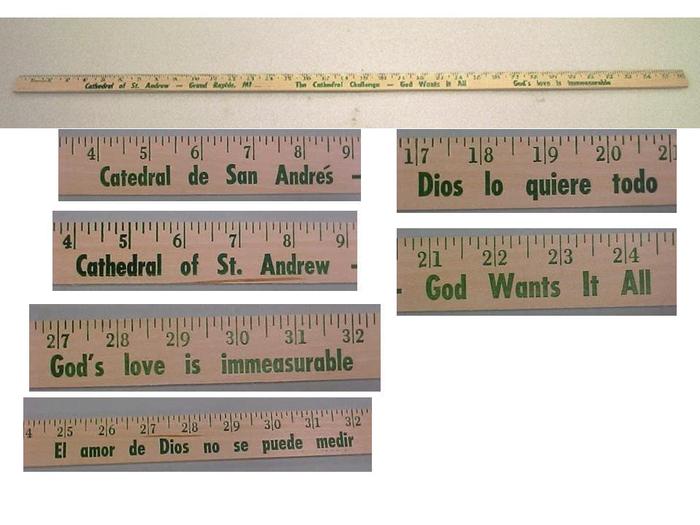 Cathedral of St. Andrew — Grand Rapids, MI — The Cathedral Challenge — God Wants It All God's love is immeasurable
4 5 6 7 8 9
Catedral de San Andrés -
17 18 19 20 21
Dios lo quiere todo
4 5 6 7 8 9
Cathedral of St. Andrew -
21 22 23 24
- God Wants It All
27 28 29 30 31 32
God's love is immeasurable
4 25 26 27 28 29 30 31 32
El amor de Dios no se puede medir